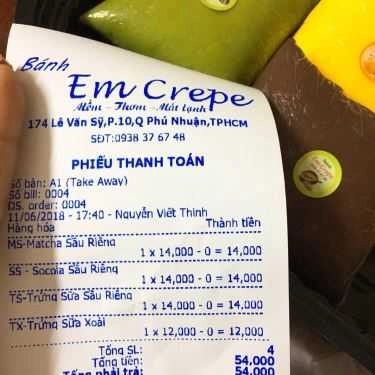 Bánh
Em Crepe
Mềm - Thơm - Mát lạnh
174 Lê Văn Sỹ,P.10,Q Phú Nhuận,TPHCM
SĐT:0938 37 67 48
PHIẾU THANH TOÁN
Số bàn: A1 (Take Away)
Số bill: 0004
OS. order: 0004
11/06/2018 - 17:40 - Nguyễn Viết Thinh
Hàng hóa Thành tiền
MS-Matcha Sầu Riêng
1 x 14,000 - 0 = 14,000
SS - Socola Sầu Riêng
1 x 14,000 - 0 = 14,000
TS-Trứng Sữa Sầu Riêng
1 x 14,000 - 0 = 14,000
TX-Trứng Sữa Xoài
1 x 12,000 - 0 = 12,000
Tổng SL: 4
Tổng tiền: 54,000
Tổng phải trả: 54,000